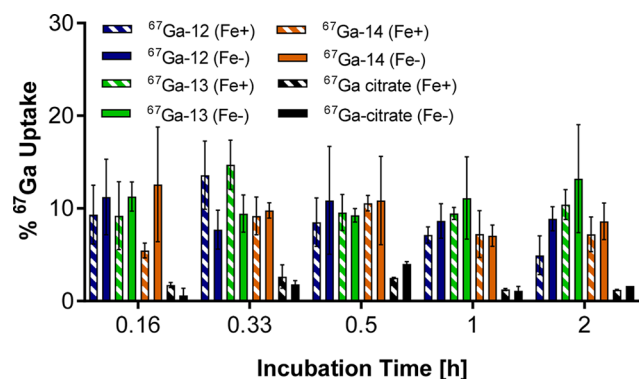 30
20
10
0
% ⁶⁷Ga Uptake
⁶⁷Ga-12 (Fe+)
⁶⁷Ga-12 (Fe-)
⁶⁷Ga-13 (Fe+)
⁶⁷Ga-13 (Fe-)
⁶⁷Ga-14 (Fe+)
⁶⁷Ga-14 (Fe-)
⁶⁷Ga citrate (Fe+)
⁶⁷Ga-citrate (Fe-)
0.16 0.33 0.5 1 2
Incubation Time [h]